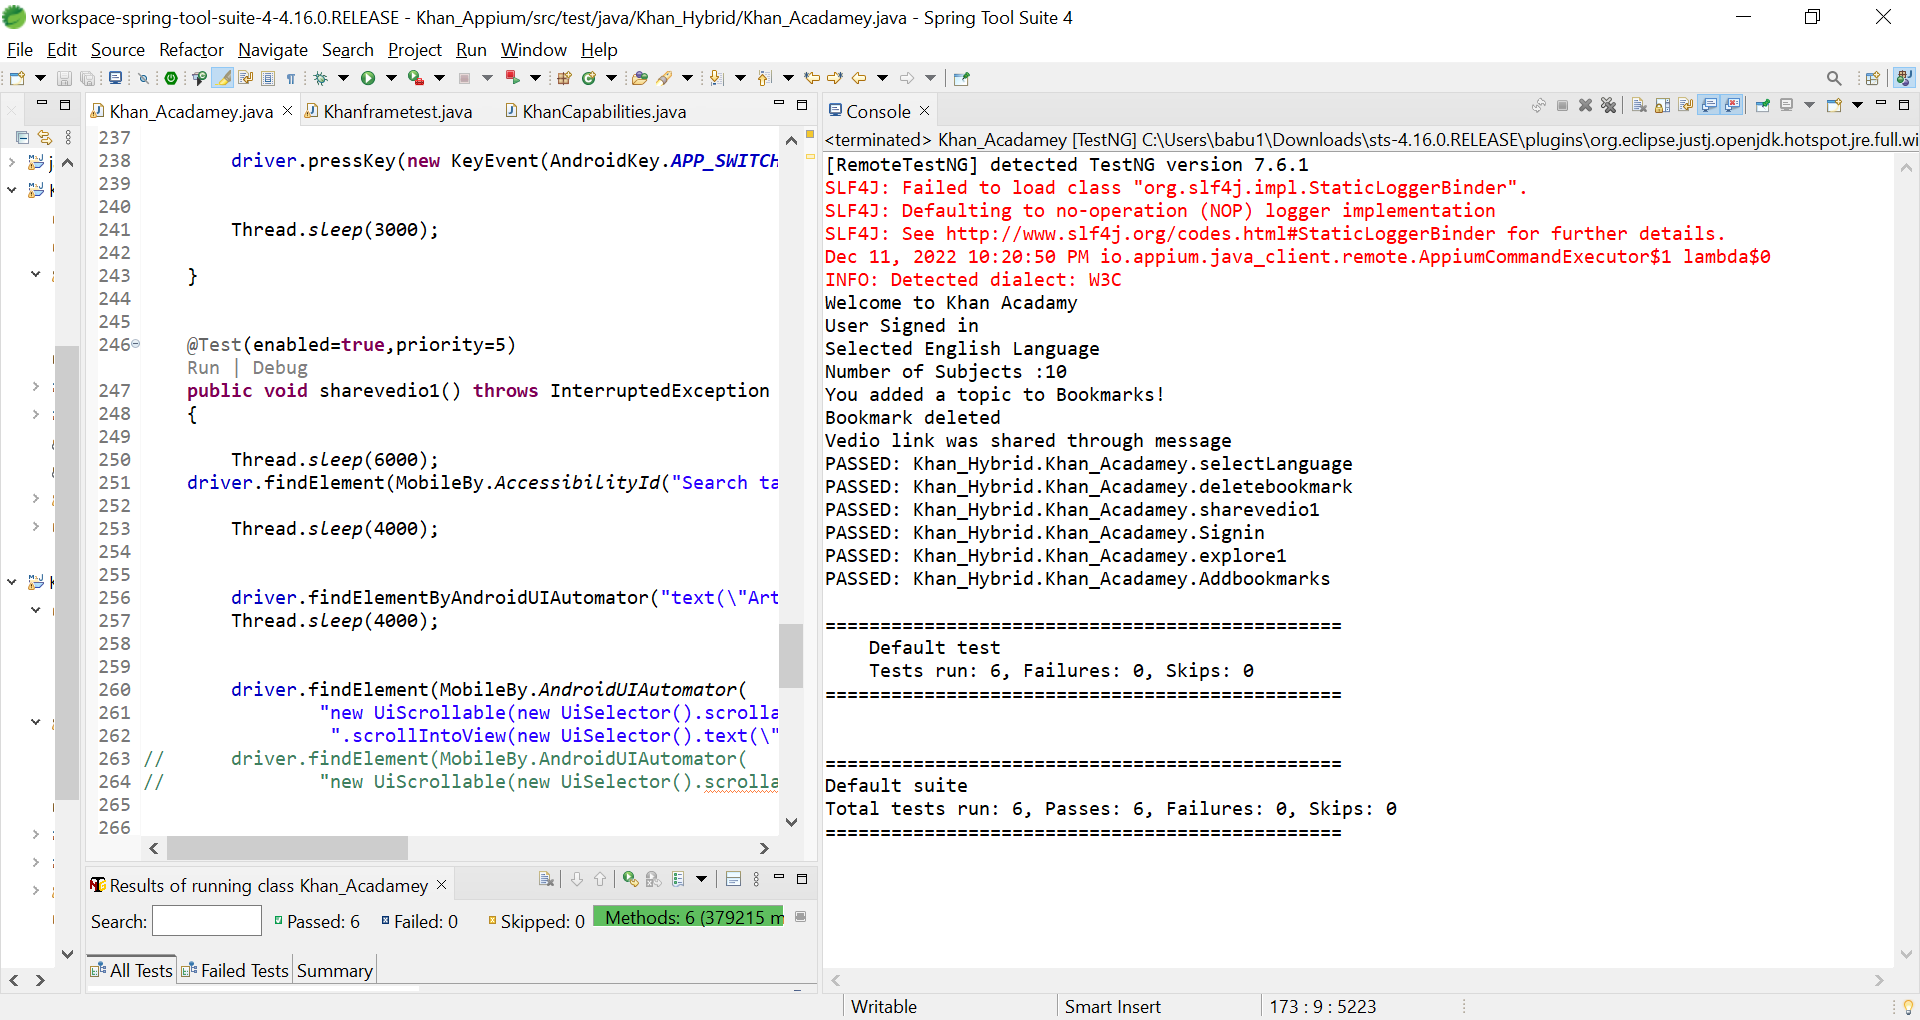 workspace-spring-tool-suite-4-4.16.0.RELEASE - Khan_Appium/src/test/java/Khan_Hybrid/Khan_Acadamey.java - Spring Tool Suite 4
File Edit Source Refactor Navigate Search Project Run Window Help
Khan_Acadamey.java
Khanframetest.java
KhanCapabilities.java
237
238 driver.pressKey(new KeyEvent(AndroidKey.APP_SWITCH
239
240
241 Thread.sleep(3000);
242
243 }
244
245
246 @Test(enabled=true,priority=5)
Run | Debug
247 public void sharevedio1() throws InterruptedException
248 {
249
250 Thread.sleep(6000);
251 driver.findElement(MobileBy.AccessibilityId("Search ta
252
253 Thread.sleep(4000);
254
255
256 driver.findElementByAndroidUIAutomator("text(\"Art
257 Thread.sleep(4000);
258
259
260 driver.findElement(MobileBy.AndroidUIAutomator(
261 "new UiScrollable(new UiSelector().scrolla
262 ".scrollIntoView(new UiSelector().text(\"
263 // driver.findElement(MobileBy.AndroidUIAutomator(
264 // "new UiScrollable(new UiSelector().scrolla
265
266
Results of running class Khan_Acadamey
Search: Passed: 6 Failed: 0 Skipped: 0 Methods: 6 (379215 m
All Tests Failed Tests Summary
Console
<terminated> Khan_Acadamey [TestNG] C:\Users\babu1\Downloads\sts-4.16.0.RELEASE\plugins\org.eclipse.justj.openjdk.hotspot.jre.full.wi
[RemoteTestNG] detected TestNG version 7.6.1
SLF4J: Failed to load class "org.slf4j.impl.StaticLoggerBinder".
SLF4J: Defaulting to no-operation (NOP) logger implementation
SLF4J: See http://www.slf4j.org/codes.html#StaticLoggerBinder for further details.
Dec 11, 2022 10:20:50 PM io.appium.java_client.remote.AppiumCommandExecutor$1 lambda$0
INFO: Detected dialect: W3C
Welcome to Khan Acadamy
User Signed in
Selected English Language
Number of Subjects :10
You added a topic to Bookmarks!
Bookmark deleted
Vedio link was shared through message
PASSED: Khan_Hybrid.Khan_Acadamey.selectLanguage
PASSED: Khan_Hybrid.Khan_Acadamey.deletebookmark
PASSED: Khan_Hybrid.Khan_Acadamey.sharevedio1
PASSED: Khan_Hybrid.Khan_Acadamey.Signin
PASSED: Khan_Hybrid.Khan_Acadamey.explore1
PASSED: Khan_Hybrid.Khan_Acadamey.Addbookmarks
===============================================
Default test
Tests run: 6, Failures: 0, Skips: 0
===============================================
===============================================
Default suite
Total tests run: 6, Passes: 6, Failures: 0, Skips: 0
===============================================
Writable Smart Insert 173 : 9 : 5223